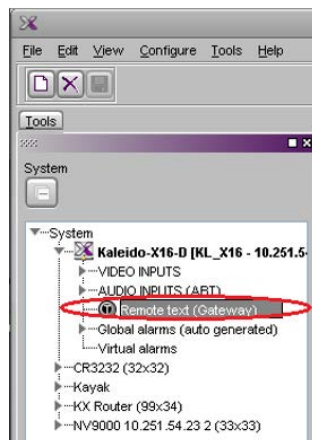 File Edit View Configure Tools Help
Tools
System
System
Kaleido-X16-D [KL_X16 - 10.251.5
VIDEO INPUTS
AUDIO INPUTS (ABT)
Remote text (Gateway)
Global alarms (auto generated)
Virtual alarms
CR3232 (32x32)
Kayak
KX Router (99x34)
NV9000 10.251.54.23 2 (33x33)